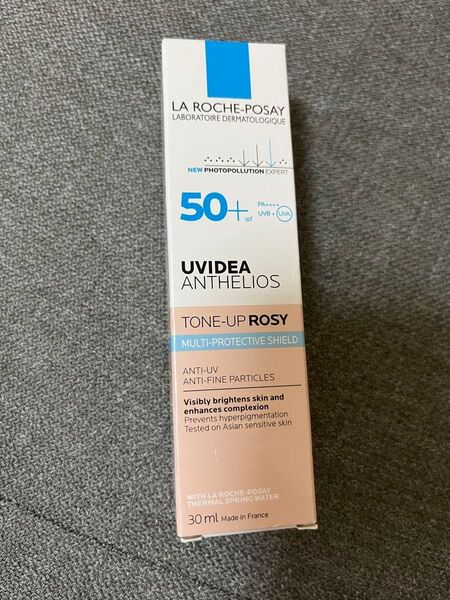 LA ROCHE-POSAY
LABORATOIRE DERMATOLOGIQUE
NEW PHOTOPOLLUTION EXPERT
50+ spf
PA++++
UVB + UVA
UVIDEA
ANTHELIOS
TONE-UP ROSY
MULTI-PROTECTIVE SHIELD
ANTI-UV
ANTI-FINE PARTICLES
Visibly brightens skin and
enhances complexion
Prevents hyperpigmentation
Tested on Asian sensitive skin
WITH LA ROCHE-POSAY
THERMAL SPRING WATER
30 ml Made in France